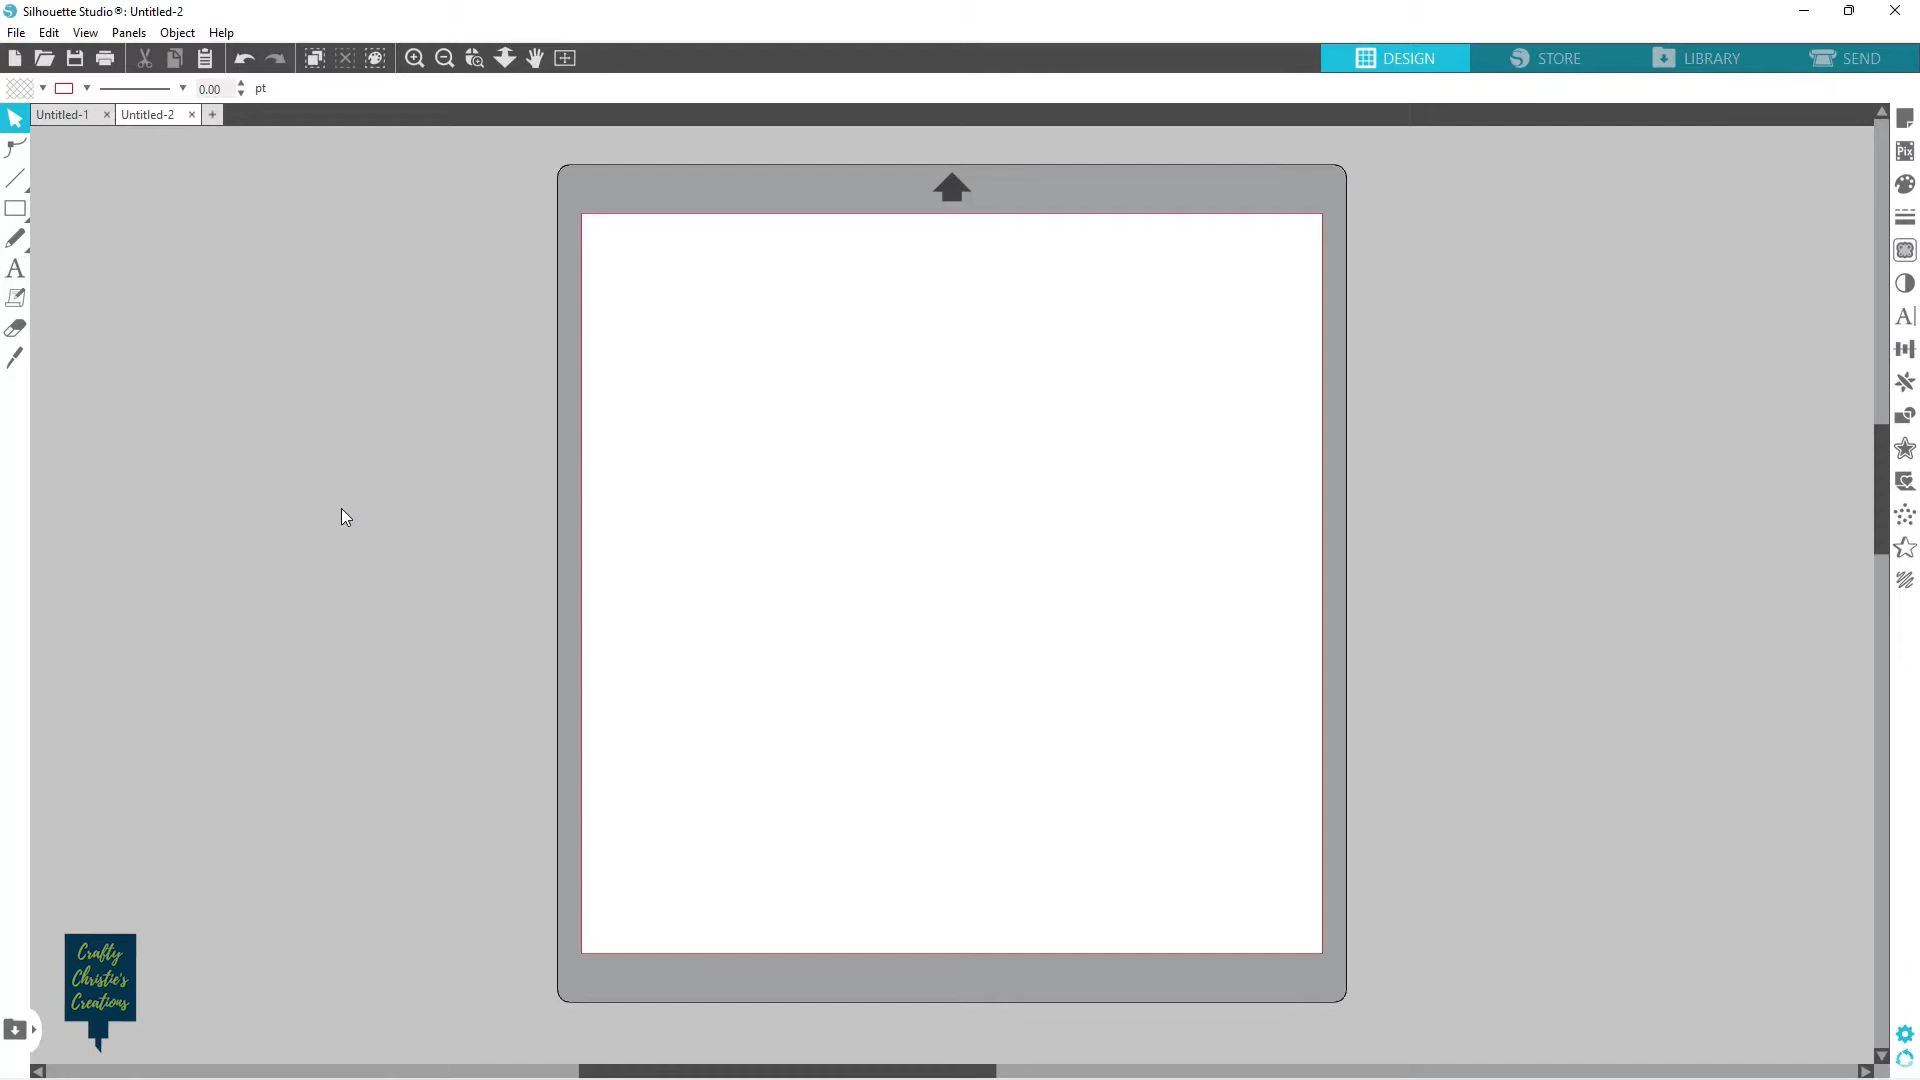 Silhouette Studio®: Untitled-2
File Edit View Panels Object Help
DESIGN STORE LIBRARY SEND
0.00 pt
Untitled-1 Untitled-2
Pix
A
A
Crafty
Christie's
Creations